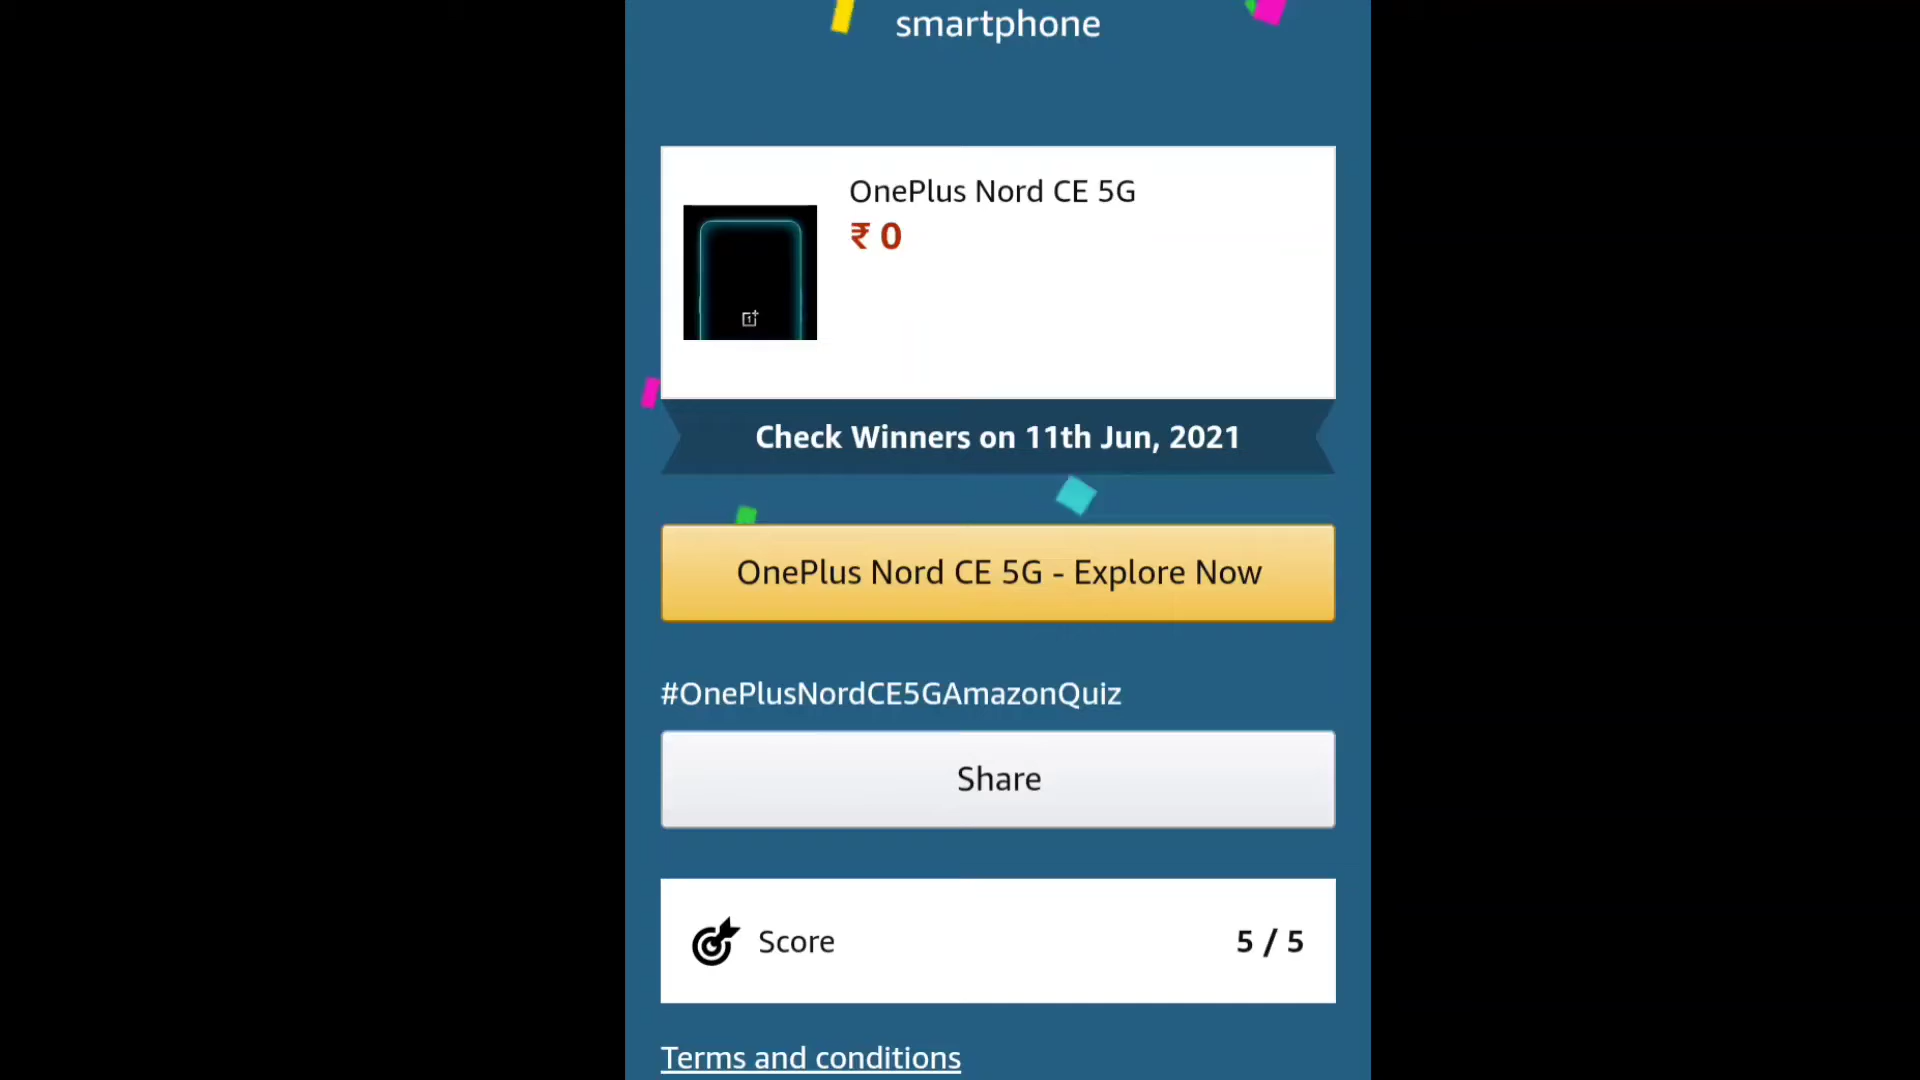 smartphone
OnePlus Nord CE 5G
₹ 0
Check Winners on 11th Jun, 2021
OnePlus Nord CE 5G - Explore Now
#OnePlusNordCE5GAmazonQuiz
Share
Score 5 / 5
Terms and conditions